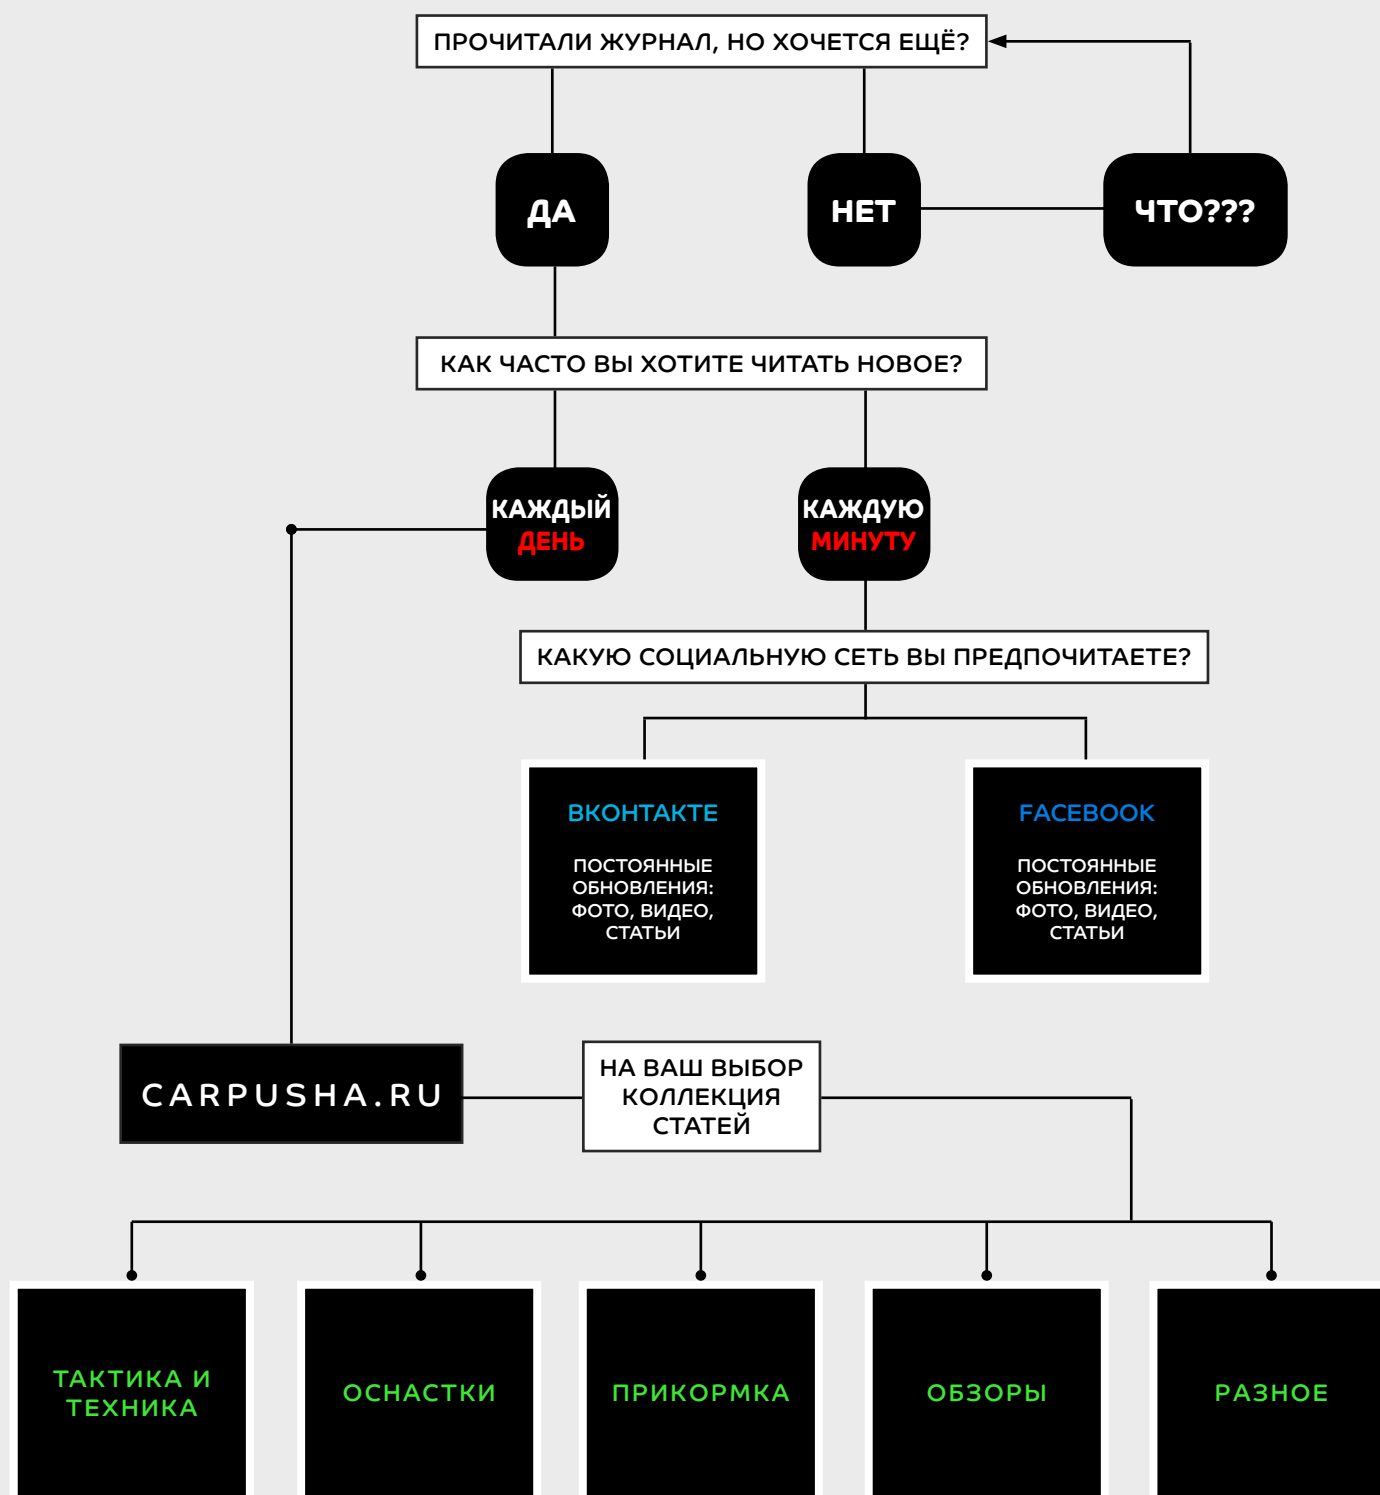 ПРОЧИТАЛИ ЖУРНАЛ, НО ХОЧЕТСЯ ЕЩЁ?
ДА
НЕТ
ЧТО???
КАК ЧАСТО ВЫ ХОТИТЕ ЧИТАТЬ НОВОЕ?
КАЖДЫЙ
ДЕНЬ
КАЖДУЮ
МИНУТУ
КАКУЮ СОЦИАЛЬНУЮ СЕТЬ ВЫ ПРЕДПОЧИТАЕТЕ?
ВКОНТАКТЕ
ПОСТОЯННЫЕ
ОБНОВЛЕНИЯ:
ФОТО, ВИДЕО,
СТАТЬИ
FACEBOOK
ПОСТОЯННЫЕ
ОБНОВЛЕНИЯ:
ФОТО, ВИДЕО,
СТАТЬИ
CARPUSHA.RU
НА ВАШ ВЫБОР
КОЛЛЕКЦИЯ
СТАТЕЙ
ТАКТИКА И
ТЕХНИКА
ОСНАСТКИ
ПРИКОРМКА
ОБЗОРЫ
РАЗНОЕ